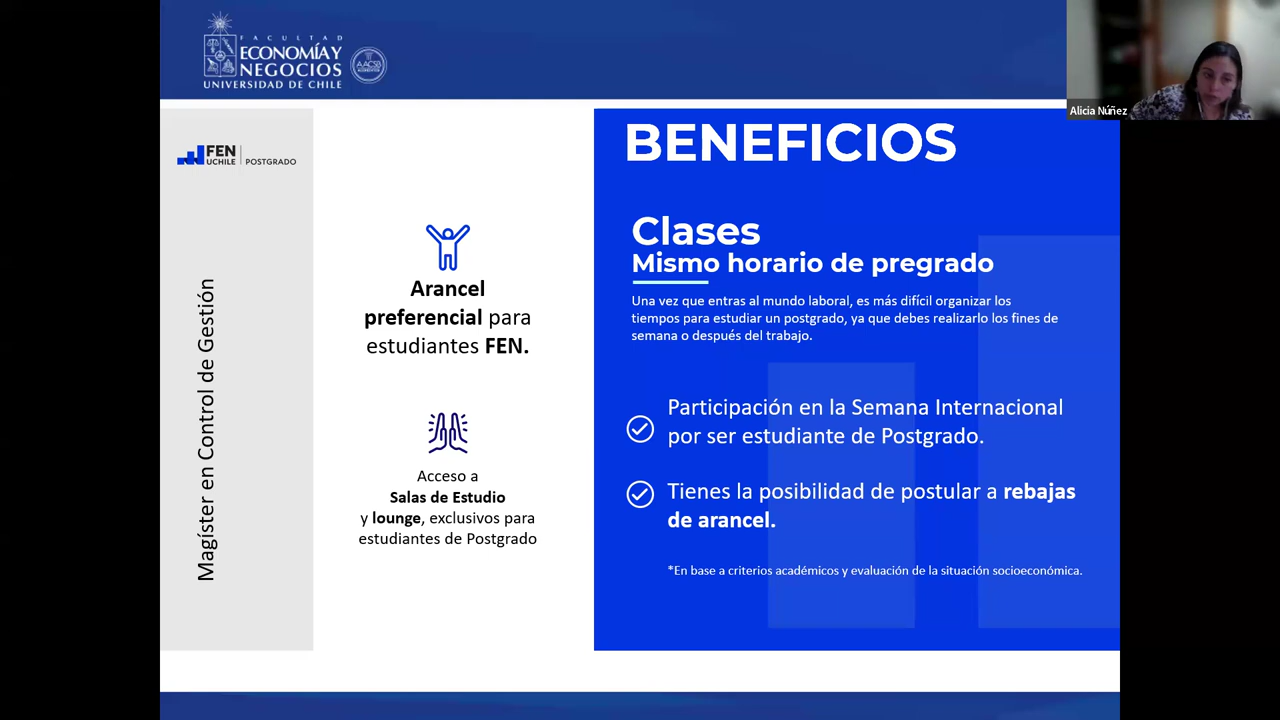 FACULTAD
ECONOMÍA Y
NEGOCIOS
UNIVERSIDAD DE CHILE
AACSB
ACCREDITED
Alicia Núñez
FEN
UCHILE
POSTGRADO
Magíster en Control de Gestión
Arancel
preferencial para
estudiantes FEN.
Acceso a
Salas de Estudio
y lounge, exclusivos para
estudiantes de Postgrado
BENEFICIOS
Clases
Mismo horario de pregrado
Una vez que entras al mundo laboral, es más difícil organizar los
tiempos para estudiar un postgrado, ya que debes realizarlo los fines de
semana o después del trabajo.
Participación en la Semana Internacional
por ser estudiante de Postgrado.
Tienes la posibilidad de postular a rebajas
de arancel.
*En base a criterios académicos y evaluación de la situación socioeconómica.